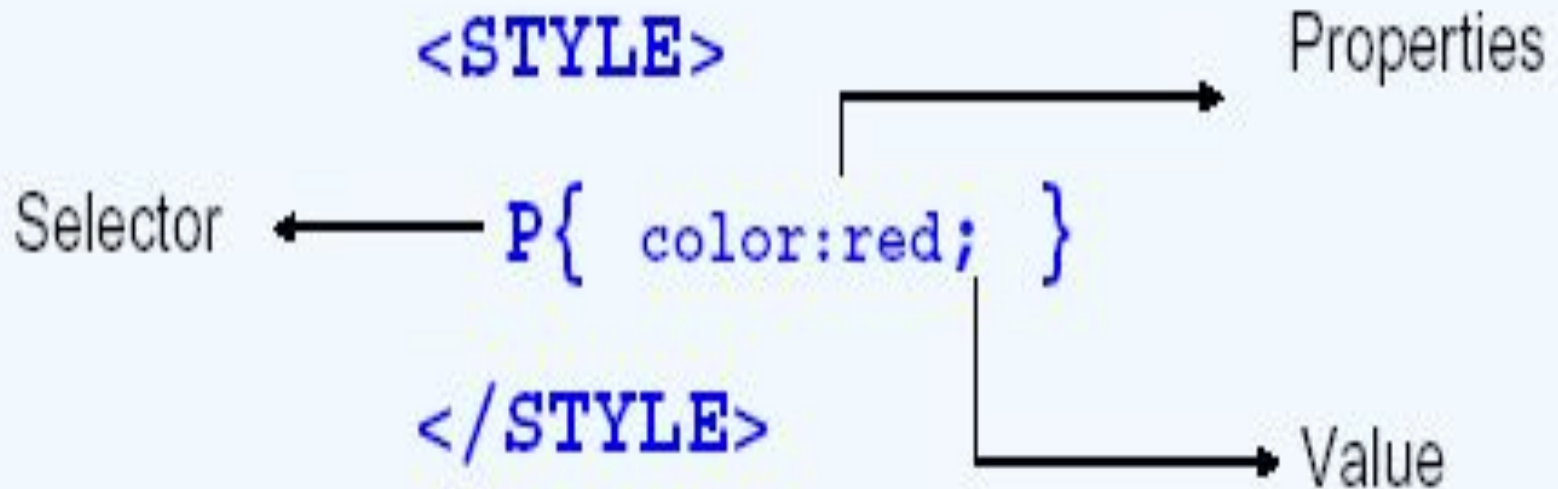 <STYLE>
Properties
Selector
P{ color:red; }
</STYLE>
Value